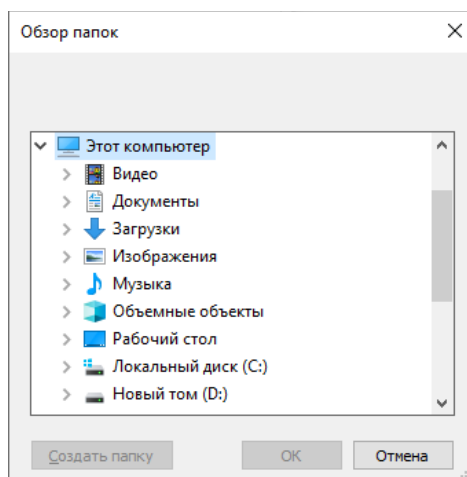 Обзор папок
Этот компьютер
Видео
Документы
Загрузки
Изображения
Музыка
Объемные объекты
Рабочий стол
Локальный диск (C:)
Новый том (D:)
Создать папку OK Отмена